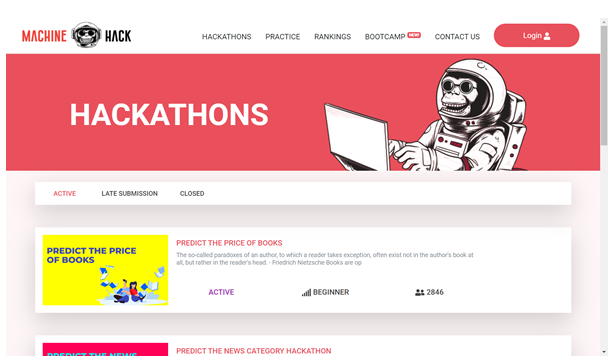 MACHINE HACK
HACKATHONS PRACTICE RANKINGS BOOTCAMP NEW! CONTACT US Login
HACKATHONS
ACTIVE LATE SUBMISSION CLOSED
PREDICT THE PRICE
OF BOOKS
PREDICT THE PRICE OF BOOKS
The so-called paradoxes of an author, to which a reader takes exception, often exist not in the author's book at
all, but rather in the reader's head. - Friedrich Nietzsche Books are op
ACTIVE BEGINNER 2846
PREDICT THE NEWS
PREDICT THE NEWS CATEGORY HACKATHON